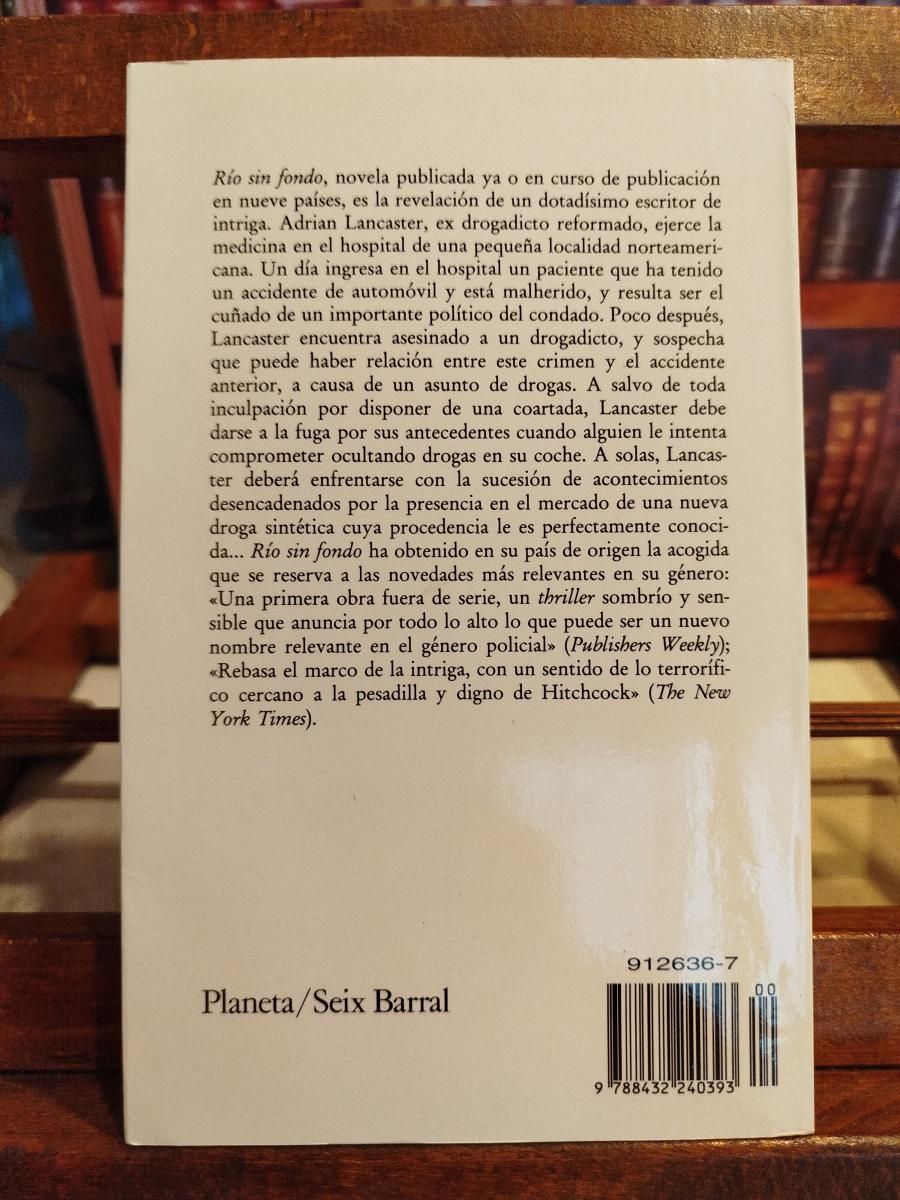 Río sin fondo, novela publicada ya o en curso de publicación
en nueve países, es la revelación de un dotadísimo escritor de
intriga. Adrian Lancaster, ex drogadicto reformado, ejerce la
medicina en el hospital de una pequeña localidad norteameri-
cana. Un día ingresa en el hospital un paciente que ha tenido
un accidente de automóvil y está malherido, y resulta ser el
cuñado de un importante político del condado. Poco después,
Lancaster encuentra asesinado a un drogadicto, y sospecha
que puede haber relación entre este crimen y el accidente
anterior, a causa de un asunto de drogas. A salvo de toda
inculpación por disponer de una coartada, Lancaster debe
darse a la fuga por sus antecedentes cuando alguien le intenta
comprometer ocultando drogas en su coche. A solas, Lancas-
ter deberá enfrentarse con la sucesión de acontecimientos
desencadenados por la presencia en el mercado de una nueva
droga sintética cuya procedencia le es perfectamente conoci-
da... Río sin fondo ha obtenido en su país de origen la acogida
que se reserva a las novedades más relevantes en su género:
«Una primera obra fuera de serie, un thriller sombrío y sen-
sible que anuncia por todo lo alto lo que puede ser un nuevo
nombre relevante en el género policial» (Publishers Weekly);
«Rebasa el marco de la intriga, con un sentido de lo terrorífi-
co cercano a la pesadilla y digno de Hitchcock» (The New
York Times).
912636-7
00
Planeta/Seix Barral
9 788432 240393